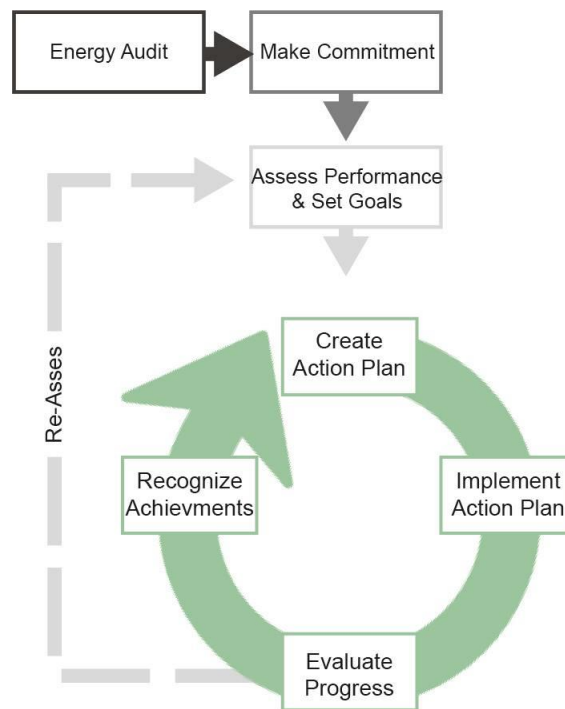 Energy Audit
Make Commitment
Assess Performance
& Set Goals
Re-Asses
Create
Action Plan
Recognize
Achievments
Implement
Action Plan
Evaluate
Progress